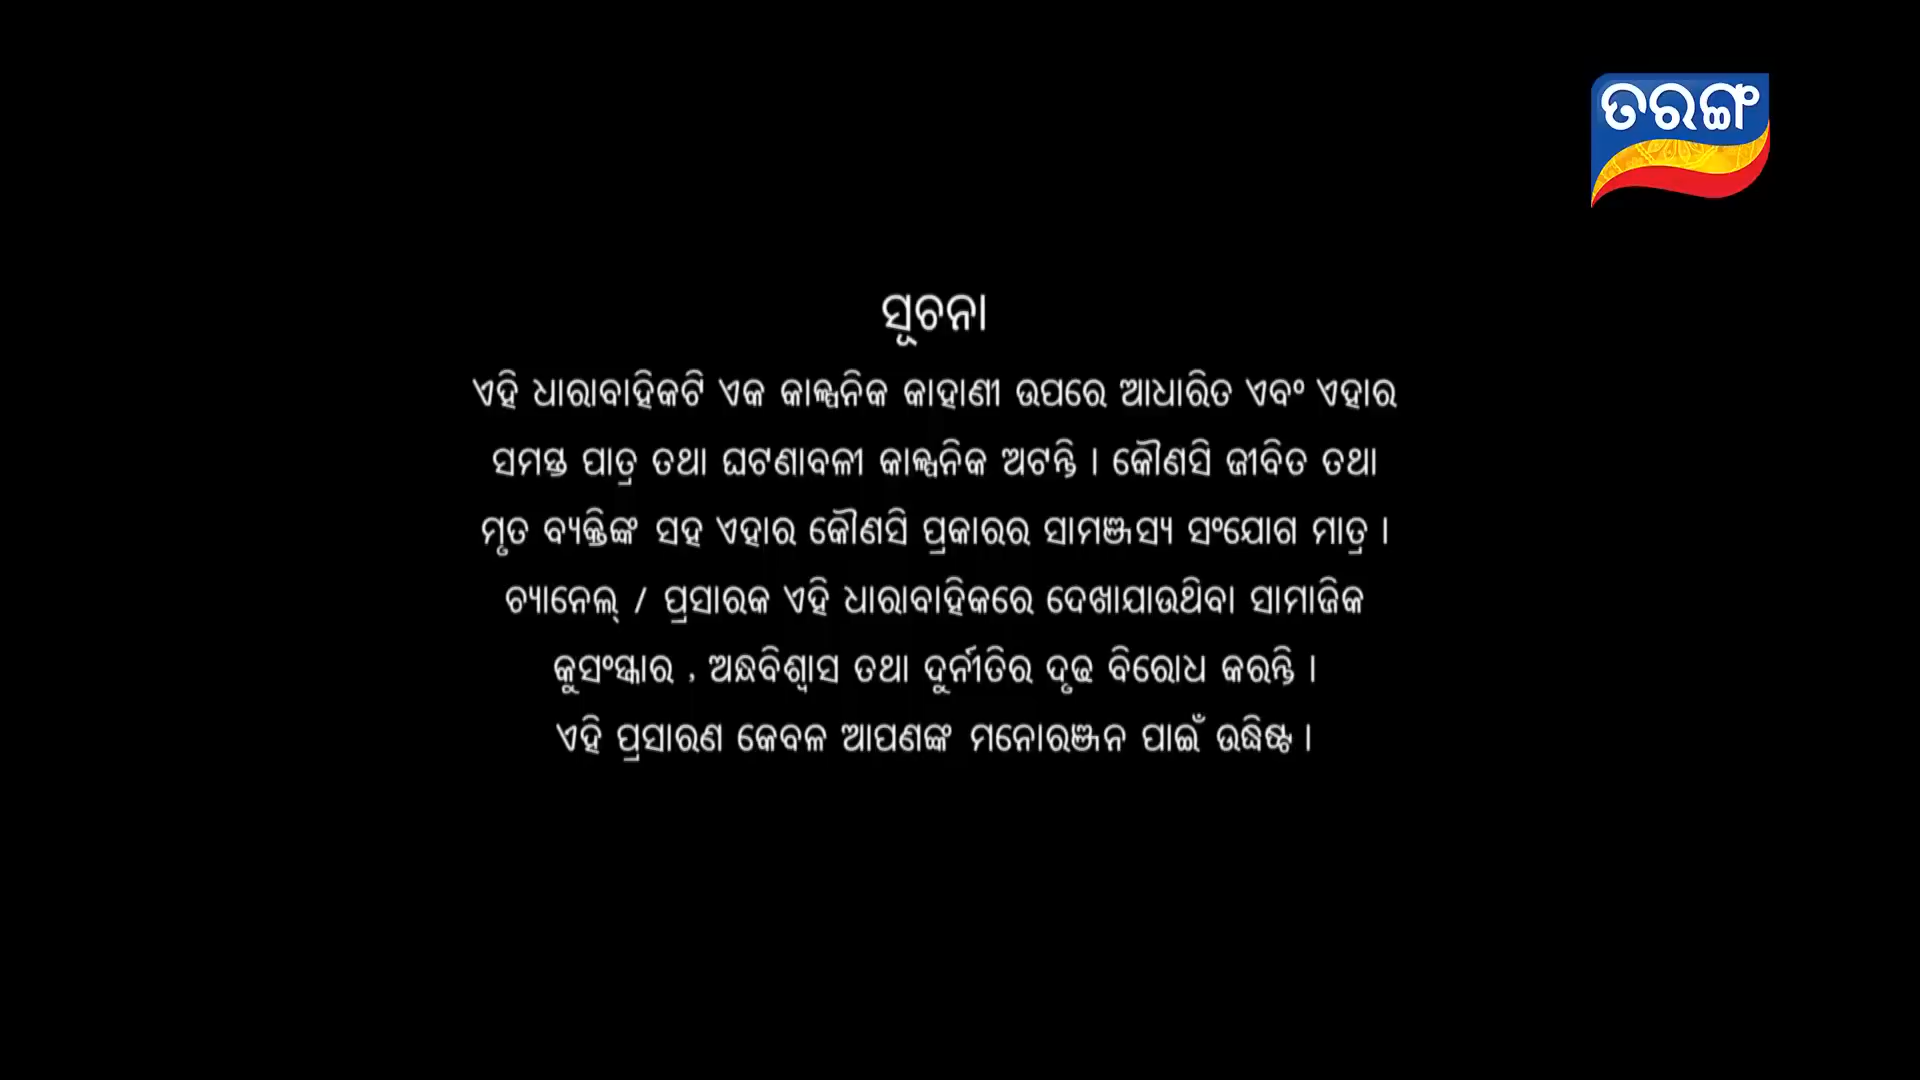 ତରଙ୍ଗ
ସୂଚନା
ଏହି ଧାରାବାହିକଟି ଏକ କାଳ୍ପନିକ କାହାଣୀ ଉପରେ ଆଧାରିତ ଏବଂ ଏହାର
ସମସ୍ତ ପାତ୍ର ତଥା ଘଟଣାବଳୀ କାଳ୍ପନିକ ଅଟନ୍ତି । କୌଣସି ଜୀବିତ ତଥା
ମୃତ ବ୍ୟକ୍ତିଙ୍କ ସହ ଏହାର କୌଣସି ପ୍ରକାରର ସାମଞ୍ଜସ୍ୟ ସଂଯୋଗ ମାତ୍ର ।
ଚ୍ୟାନେଲ୍ / ପ୍ରସାରକ ଏହି ଧାରାବାହିକରେ ଦେଖାଯାଉଥିବା ସାମାଜିକ
କୁସଂସ୍କାର , ଅନ୍ଧବିଶ୍ୱାସ ତଥା ଦୁର୍ନୀତିର ଦୃଢ ବିରୋଧ କରନ୍ତି ।
ଏହି ପ୍ରସାରଣ କେବଳ ଆପଣଙ୍କ ମନୋରଞ୍ଜନ ପାଇଁ ଉଦ୍ଧିଷ୍ଟ ।